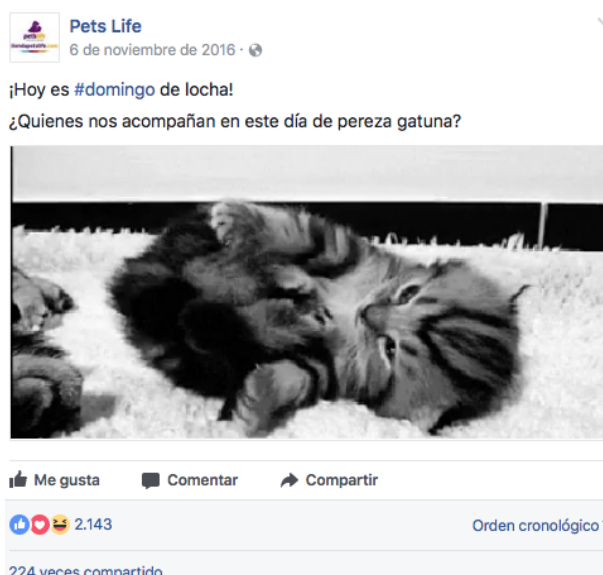 Pets Life
6 de noviembre de 2016 ·
¡Hoy es #domingo de locha!
¿Quienes nos acompañan en este día de pereza gatuna?
Me gusta
Comentar
Compartir
2.143
Orden cronológico
224 veces compartido